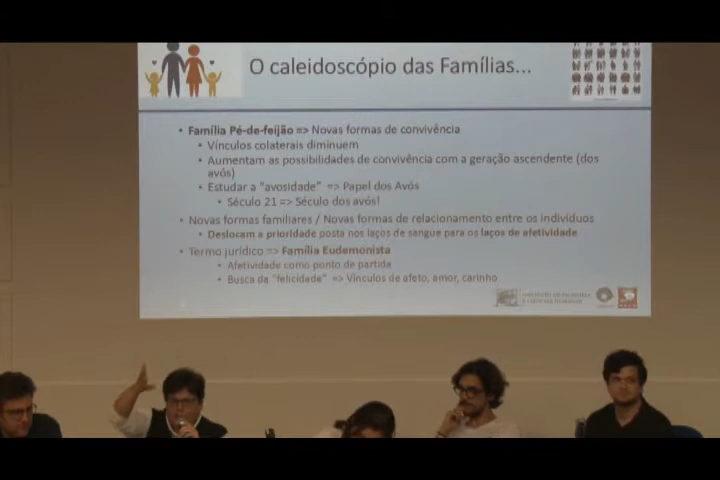 O caleidoscópio das Famílias...
• Família Pé-de-feijão => Novas formas de convivência
• Vínculos colaterais diminuem
• Aumentam as possibilidades de convivência com a geração ascendente (dos
avós)
• Estudar a "avosidade" => Papel dos Avós
• Século 21 => Século dos avós!
• Novas formas familiares / Novas formas de relacionamento entre os indivíduos
• Deslocam a prioridade posta nos laços de sangue para os laços de afetividade
• Termo jurídico => Família Eudemonista
• Afetividade como ponto de partida
• Busca da "felicidade" => Vínculos de afeto, amor, carinho